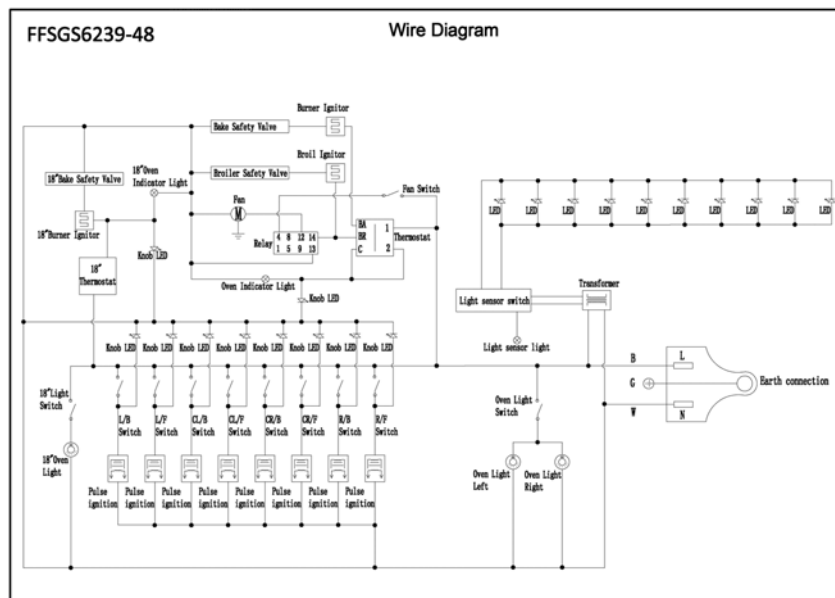 FFSGS6239-48
Wire Diagram
Burner Ignitor
Bake Safety Valve
Broil Ignitor
18"Bake Safety Valve
18"Oven
Indicator Light
Broiler Safety Valve
Fan Switch
Fan
M
18"Burner Ignitor
4 8 12 14
1 5 9 13
Relay
BA
BR
C
1
2
Thermostat
Knob LED
18"
Thermostat
Oven Indicator Light
Knob LED
LED LED LED LED LED LED LED LED LED LED
Light sensor switch
Transformer
Light sensor light
Knob LED Knob LED Knob LED Knob LED Knob LED Knob LED Knob LED Knob LED
B
L
G
Earth connection
W
N
18"Light
Switch
Oven Light
Switch
L/B
Switch
L/F
Switch
CL/B
Switch
CL/F
Switch
CR/B
Switch
CR/F
Switch
R/B
Switch
R/F
Switch
18"Oven
Light
Oven Light
Left
Oven Light
Right
Pulse
ignition
Pulse
ignition
Pulse
ignition
Pulse
ignition
Pulse
ignition
Pulse
ignition
Pulse
ignition
Pulse
ignition